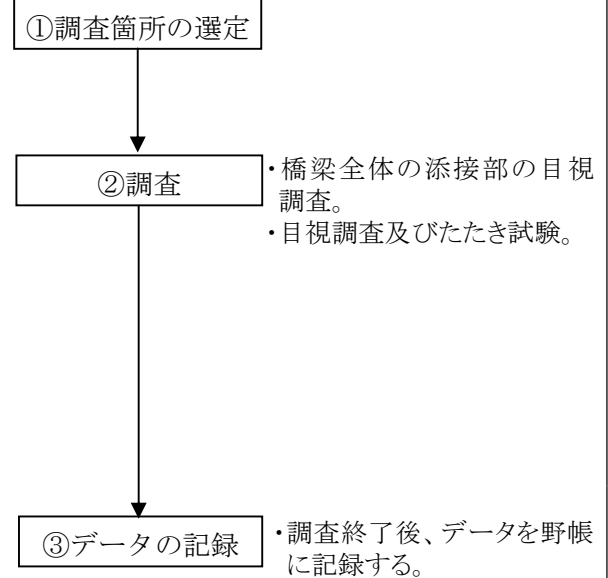 ①調査箇所の選定
②調査
・橋梁全体の添接部の目視
調査。
・目視調査及びたたき試験。
③データの記録
・調査終了後、データを野帳
に記録する。